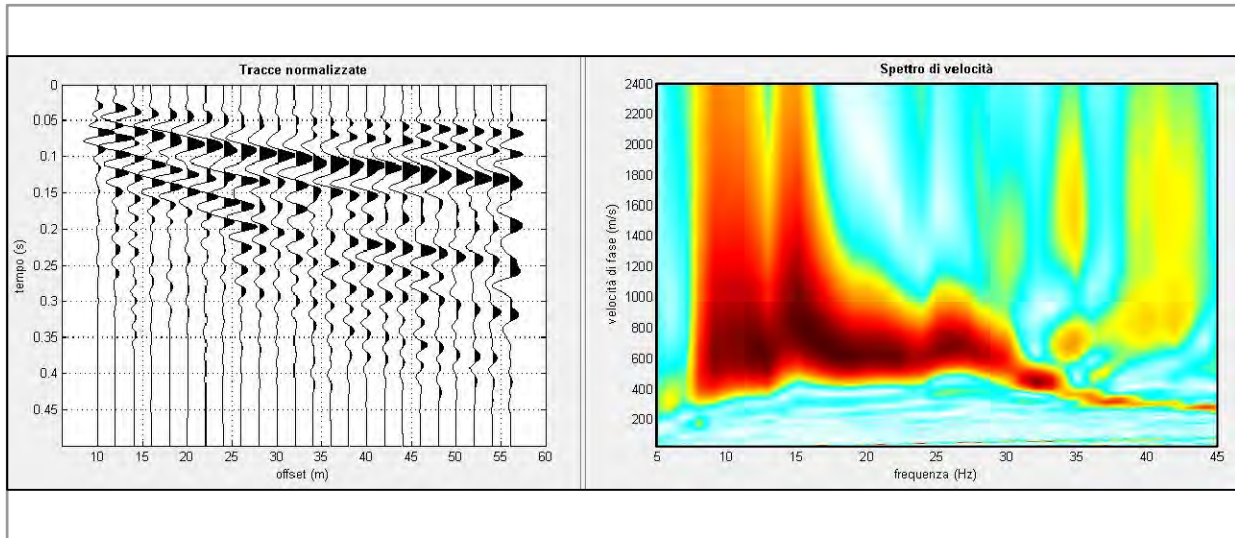 Tracce normalizzate
0
0.05
0.1
0.15
0.2
0.25
0.3
0.35
0.4
0.45
tempo (s)
10 15 20 25 30 35 40 45 50 55 60
offset (m)
Spettro di velocità
2400
2200
2000
1800
1600
1400
1200
1000
800
600
400
200
velocità di fase (m/s)
5 10 15 20 25 30 35 40 45
frequenza (Hz)